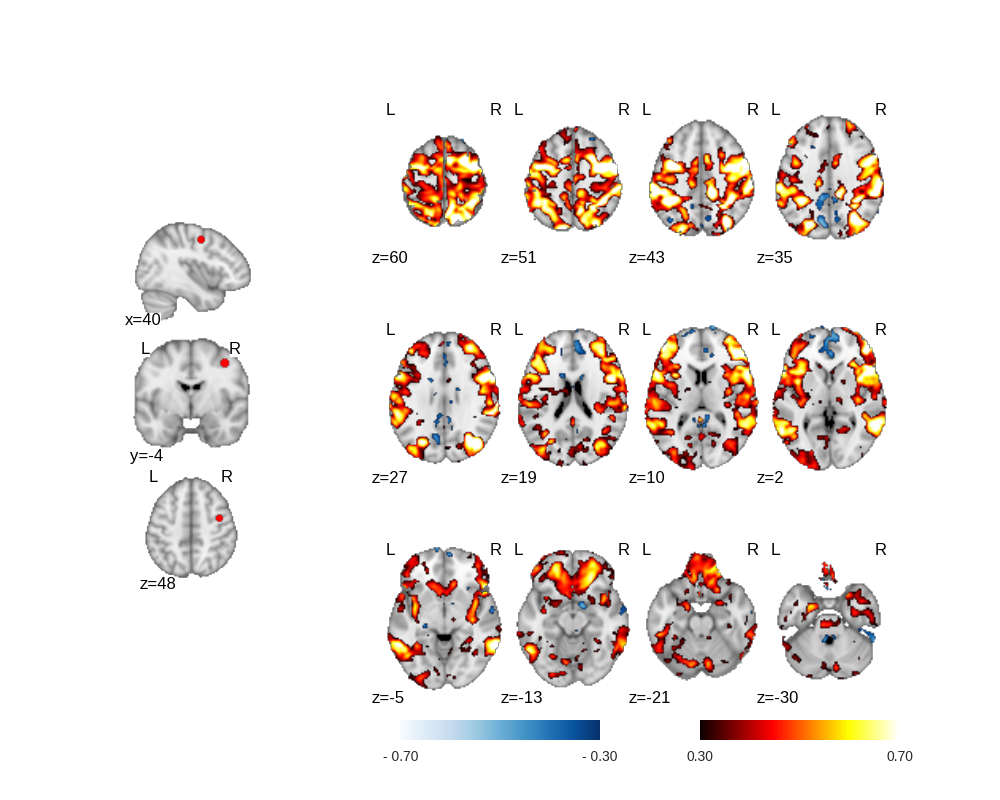 L R L R L R L R
z=60 z=51 z=43 z=35
x=40
L R
y=-4
L R
z=48
L R L R L R L R
z=27 z=19 z=10 z=2
L R L R L R L R
z=-5 z=-13 z=-21 z=-30
- 0.70 - 0.30 0.30 0.70